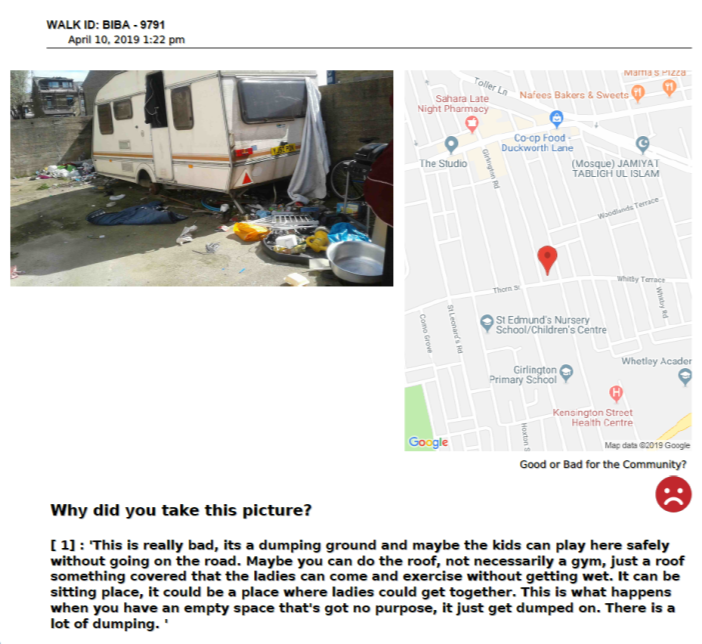 WALK ID: BIBA - 9791
April 10, 2019 1:22 pm
Mama's Pizza
Toller Ln
Sahara Late
Night Pharmacy
Nafees Bakers & Sweets
Co-op Food -
Duckworth Lane
The Studio
(Mosque) JAMIYAT
TABLIGH UL ISLAM
Girlington Rd
Woodlands Terrace
Thorn St
Whitby Terrace
Whitby Rd
Como Grove
St Leonard's Rd
St Edmund's Nursery
School/Children's Centre
Girlington
Primary School
Whetley Acader
Kensington Street
Health Centre
Hoxton S
Google
Map data ©2019 Google
Good or Bad for the Community?
Why did you take this picture?
[ 1] : 'This is really bad, its a dumping ground and maybe the kids can play here safely
without going on the road. Maybe you can do the roof, not necessarily a gym, just a roof
something covered that the ladies can come and exercise without getting wet. It can be
sitting place, it could be a place where ladies could get together. This is what happens
when you have an empty space that's got no purpose, it just get dumped on. There is a
lot of dumping. '